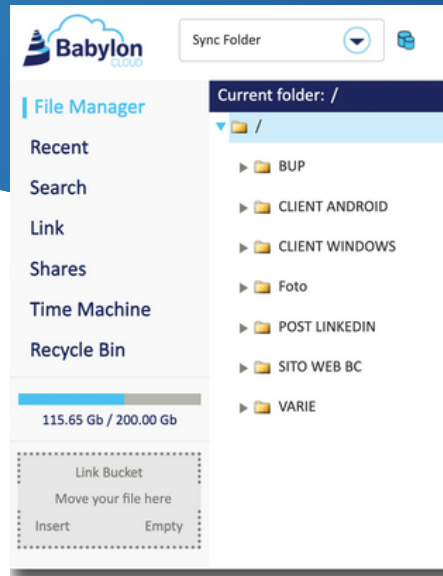 Babylon
CLOUD
Sync Folder
File Manager
Recent
Search
Link
Shares
Time Machine
Recycle Bin
115.65 Gb / 200.00 Gb
Link Bucket
Move your file here
Insert Empty
Current folder: /
/
BUP
CLIENT ANDROID
CLIENT WINDOWS
Foto
POST LINKEDIN
SITO WEB BC
VARIE